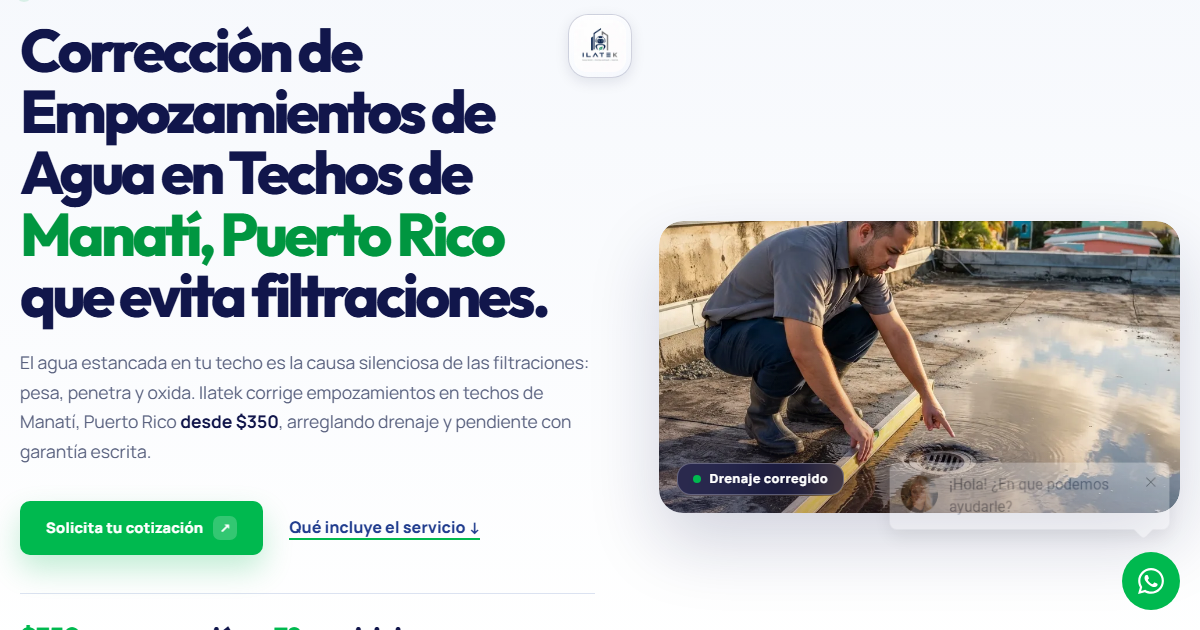 ILATEK
Corrección de
Empozamientos de
Agua en Techos de
Manatí, Puerto Rico
que evita filtraciones.
El agua estancada en tu techo es la causa silenciosa de las filtraciones:
pesa, penetra y oxida. Ilatek corrige empozamientos en techos de
Manatí, Puerto Rico desde $350, arreglando drenaje y pendiente con
garantía escrita.
Solicita tu cotización ↗
Qué incluye el servicio ↓
Drenaje corregido
¡Hola! ¿En que podemos
ayudarle?